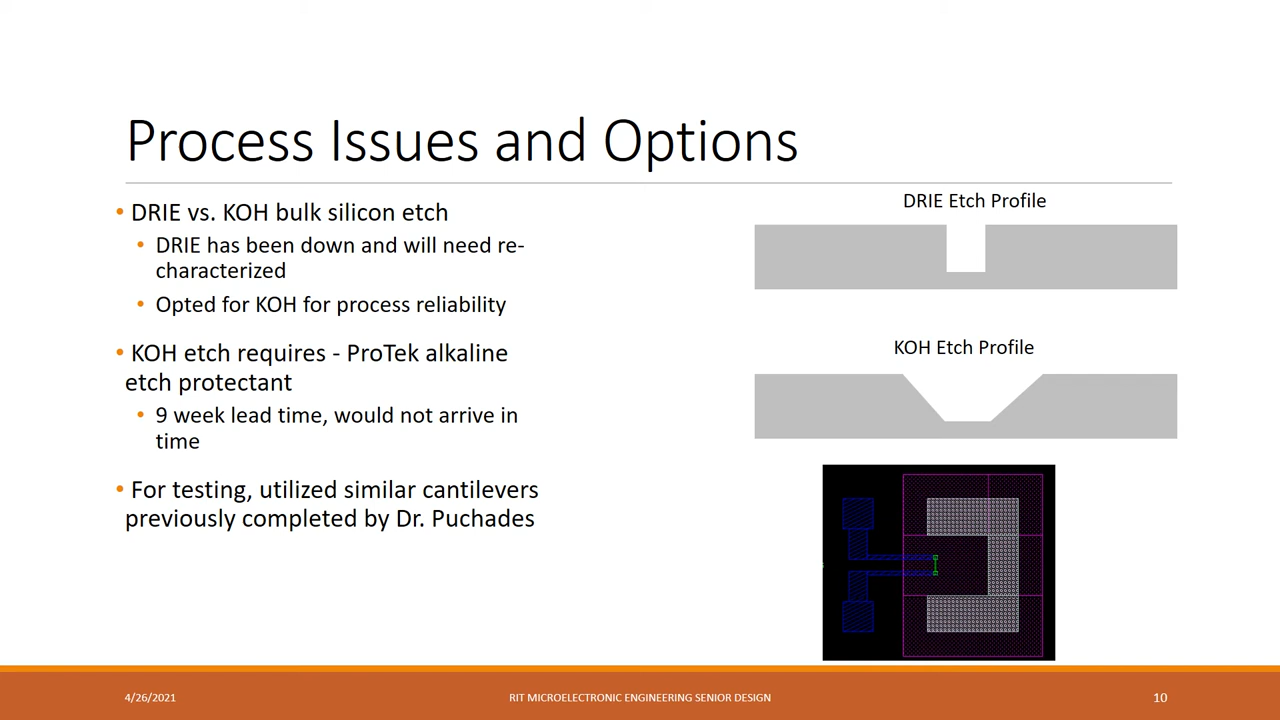 Process Issues and Options
• DRIE vs. KOH bulk silicon etch
• DRIE has been down and will need re-
characterized
• Opted for KOH for process reliability
• KOH etch requires - ProTek alkaline
etch protectant
• 9 week lead time, would not arrive in
time
• For testing, utilized similar cantilevers
previously completed by Dr. Puchades
DRIE Etch Profile
KOH Etch Profile
4/26/2021
RIT MICROELECTRONIC ENGINEERING SENIOR DESIGN
10